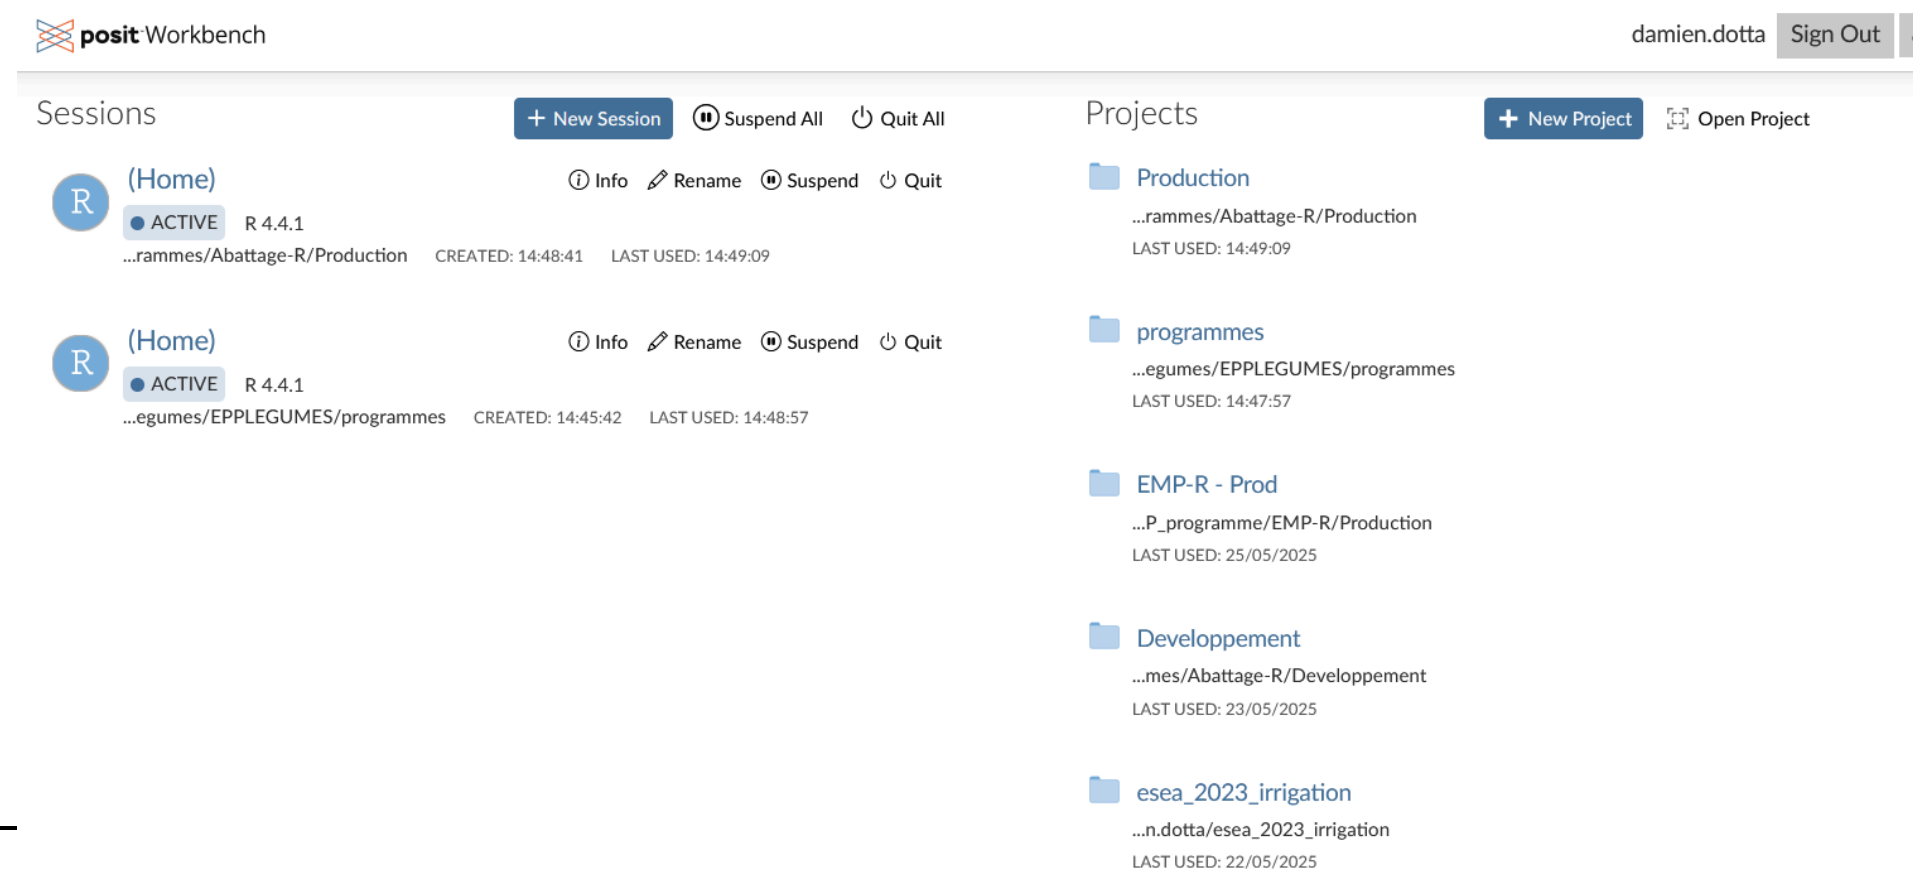 posit Workbench
damien.dotta Sign Out
Sessions
+ New Session Suspend All Quit All
R (Home) Info Rename Suspend Quit
ACTIVE R 4.4.1
...rammes/Abattage-R/Production CREATED: 14:48:41 LAST USED: 14:49:09
R (Home) Info Rename Suspend Quit
ACTIVE R 4.4.1
...egumes/EPPLEGUMES/programmes CREATED: 14:45:42 LAST USED: 14:48:57
Projects
+ New Project Open Project
Production
...rammes/Abattage-R/Production
LAST USED: 14:49:09
programmes
...egumes/EPPLEGUMES/programmes
LAST USED: 14:47:57
EMP-R - Prod
...P_programme/EMP-R/Production
LAST USED: 25/05/2025
Developpement
...mes/Abattage-R/Developpement
LAST USED: 23/05/2025
esea_2023_irrigation
...n.dotta/esea_2023_irrigation
LAST USED: 22/05/2025